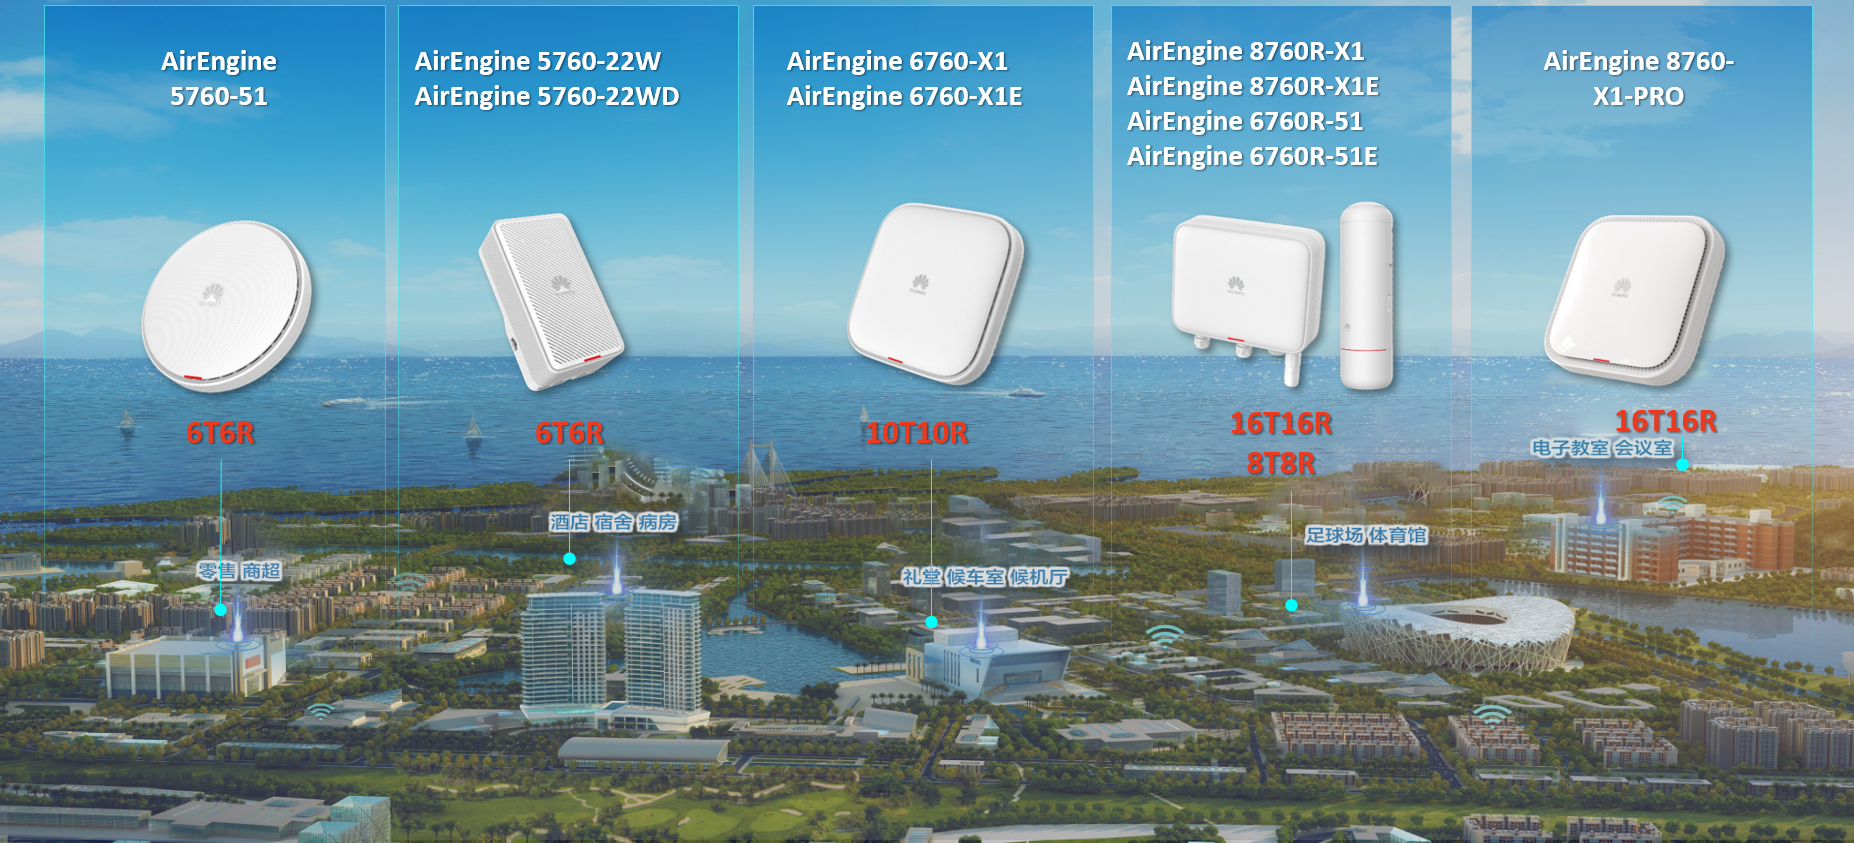 AirEngine
5760-51
6T6R
零售 商超
AirEngine 5760-22W
AirEngine 5760-22WD
6T6R
酒店 宿舍 病房
AirEngine 6760-X1
AirEngine 6760-X1E
10T10R
礼堂 候车室 候机厅
AirEngine 8760R-X1
AirEngine 8760R-X1E
AirEngine 6760R-51
AirEngine 6760R-51E
16T16R
8T8R
足球场 体育馆
AirEngine 8760-
X1-PRO
16T16R
电子教室 会议室